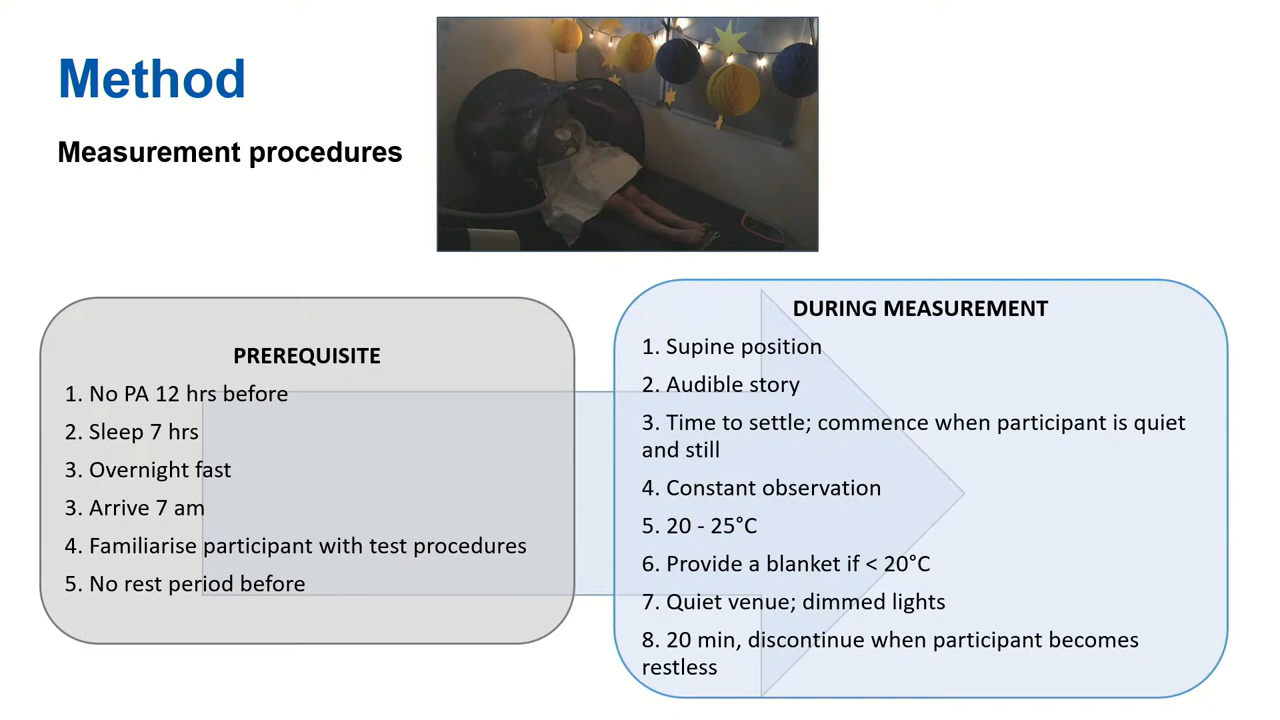 Method
Measurement procedures
PREREQUISITE
1. No PA 12 hrs before
2. Sleep 7 hrs
3. Overnight fast
3. Arrive 7 am
4. Familiarise participant with test procedures
5. No rest period before
DURING MEASUREMENT
1. Supine position
2. Audible story
3. Time to settle; commence when participant is quiet
and still
4. Constant observation
5. 20 - 25°C
6. Provide a blanket if < 20°C
7. Quiet venue; dimmed lights
8. 20 min, discontinue when participant becomes
restless